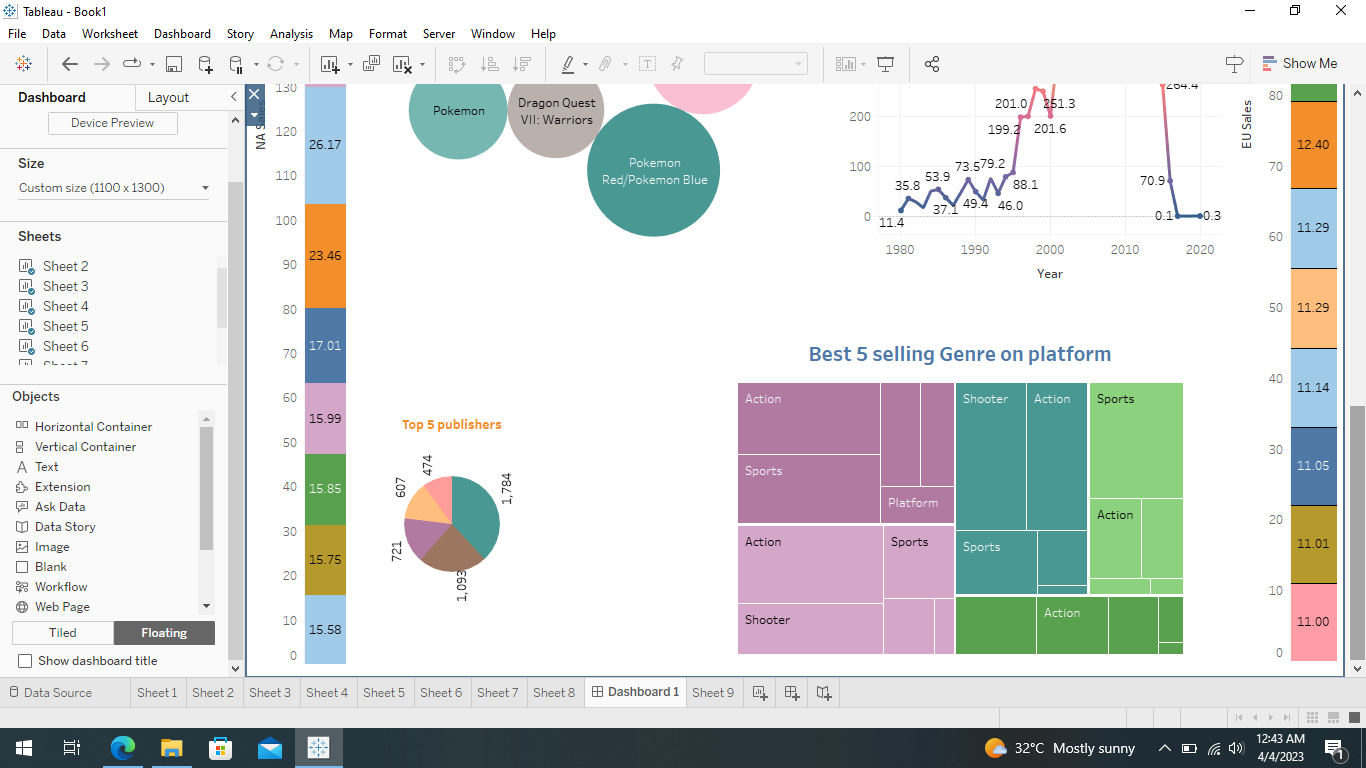 Tableau - Book1
File Data Worksheet Dashboard Story Analysis Map Format Server Window Help
Show Me
Dashboard
Layout
Device Preview
Size
Custom size (1100 x 1300)
Sheets
Sheet 2
Sheet 3
Sheet 4
Sheet 5
Sheet 6
Objects
Horizontal Container
Vertical Container
Text
Extension
Ask Data
Data Story
Image
Blank
Workflow
Web Page
Tiled
Floating
Show dashboard title
NA Sales
130
120
110
100
90
80
70
60
50
40
30
20
10
0
26.17
23.46
17.01
15.99
15.85
15.75
15.58
Pokemon
Dragon Quest
VII: Warriors
Pokemon
Red/Pokemon Blue
200
100
0
11.4
35.8
53.9
37.1
73.5
49.4
79.2
46.0
88.1
199.2
201.0
251.3
201.6
264.4
70.9
0.1
0.3
1980
1990
2000
2010
2020
Year
Top 5 publishers
474
607
721
1,093
1,784
Best 5 selling Genre on platform
Action
Sports
Platform
Action
Shooter
Sports
Shooter
Action
Sports
Sports
Action
Action
EU Sales
80
70
60
50
40
30
20
10
0
12.40
11.29
11.29
11.14
11.05
11.01
11.00
Data Source
Sheet 1
Sheet 2
Sheet 3
Sheet 4
Sheet 5
Sheet 6
Sheet 7
Sheet 8
Dashboard 1
Sheet 9
32°C Mostly sunny
12:43 AM
4/4/2023
1